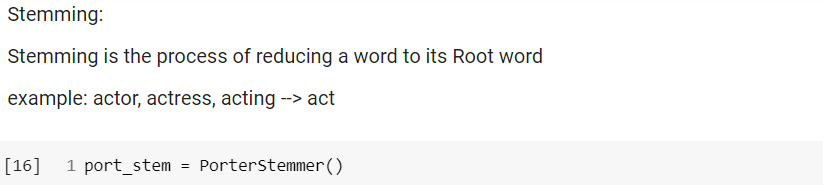 Stemming:
Stemming is the process of reducing a word to its Root word
example: actor, actress, acting --> act
[16] 1 port_stem = PorterStemmer()